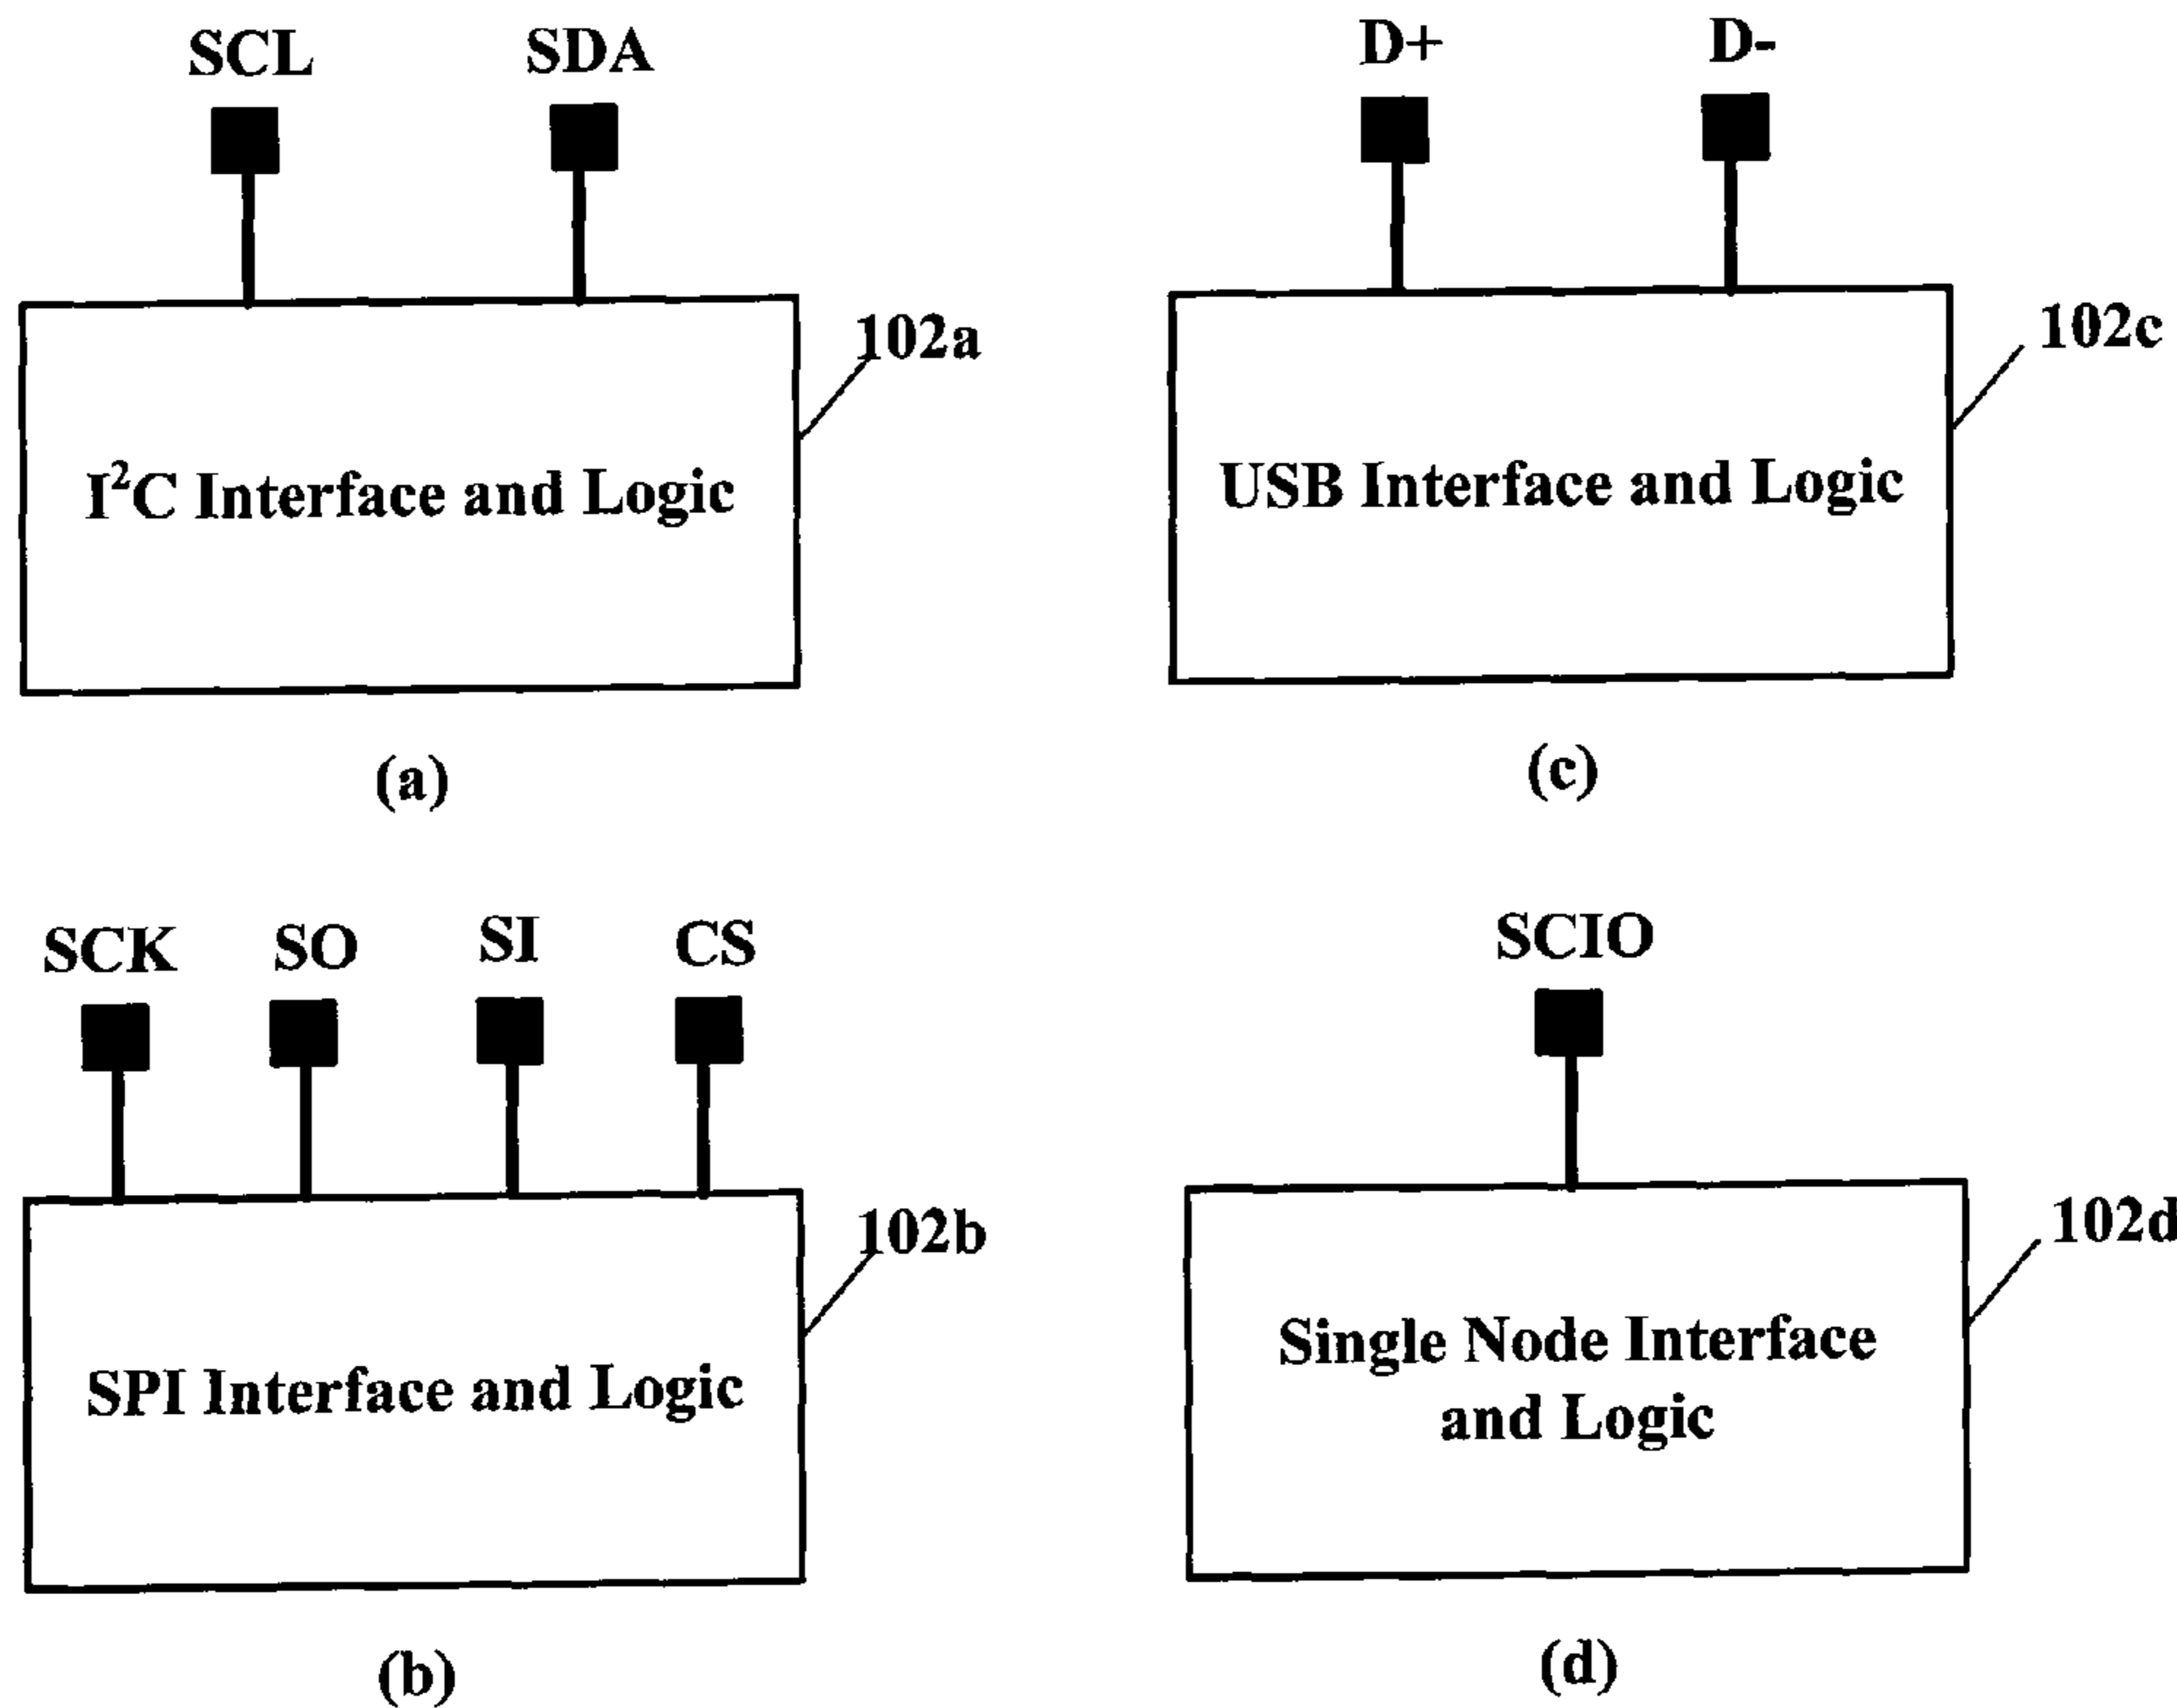 SCL SDA
102a
I²C Interface and Logic
(a)
D+ D-
102c
USB Interface and Logic
(c)
SCK SO SI CS
102b
SPI Interface and Logic
(b)
SCIO
102d
Single Node Interface
and Logic
(d)